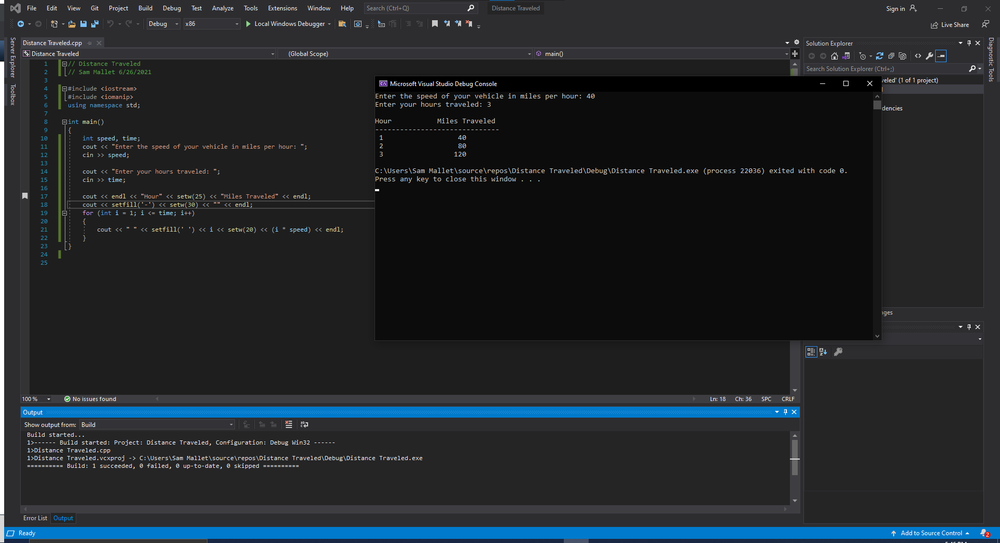 File Edit View Git Project Build Debug Test Analyze Tools Extensions Window Help Search (Ctrl+Q) Distance Traveled Sign in
Debug x86 Local Windows Debugger Live Share
Server Explorer
Toolbox
Distance Traveled.cpp
Distance Traveled (Global Scope) main()
1 // Distance Traveled
2 // Sam Mallet 6/26/2021
3
4 #include <iostream>
5 #include <iomanip>
6 using namespace std;
7
8 int main()
9 {
10 int speed, time;
11 cout << "Enter the speed of your vehicle in miles per hour: ";
12 cin >> speed;
13
14 cout << "Enter your hours traveled: ";
15 cin >> time;
16
17 cout << endl << "Hour" << setw(25) << "Miles Traveled" << endl;
18 cout << setfill('-') << setw(30) << "" << endl;
19 for (int i = 1; i <= time; i++)
20 {
21 cout << " " << setfill(' ') << i << setw(20) << (i * speed) << endl;
22 }
23 }
24
25
100 % No issues found Ln: 18 Ch: 36 SPC CRLF
Microsoft Visual Studio Debug Console
Enter the speed of your vehicle in miles per hour: 40
Enter your hours traveled: 3
Hour Miles Traveled
------------------------------
1 40
2 80
3 120
C:\Users\Sam Mallet\source\repos\Distance Traveled\Debug\Distance Traveled.exe (process 22036) exited with code 0.
Press any key to close this window . . .
Solution Explorer
Search Solution Explorer (Ctrl+;)
veled' (1 of 1 project)
dencies
nges
Diagnostic Tools
Output
Show output from: Build
Build started...
1>------ Build started: Project: Distance Traveled, Configuration: Debug Win32 ------
1>Distance Traveled.cpp
1>Distance Traveled.vcxproj -> C:\Users\Sam Mallet\source\repos\Distance Traveled\Debug\Distance Traveled.exe
========== Build: 1 succeeded, 0 failed, 0 up-to-date, 0 skipped ==========
Error List Output
Ready Add to Source Control 2